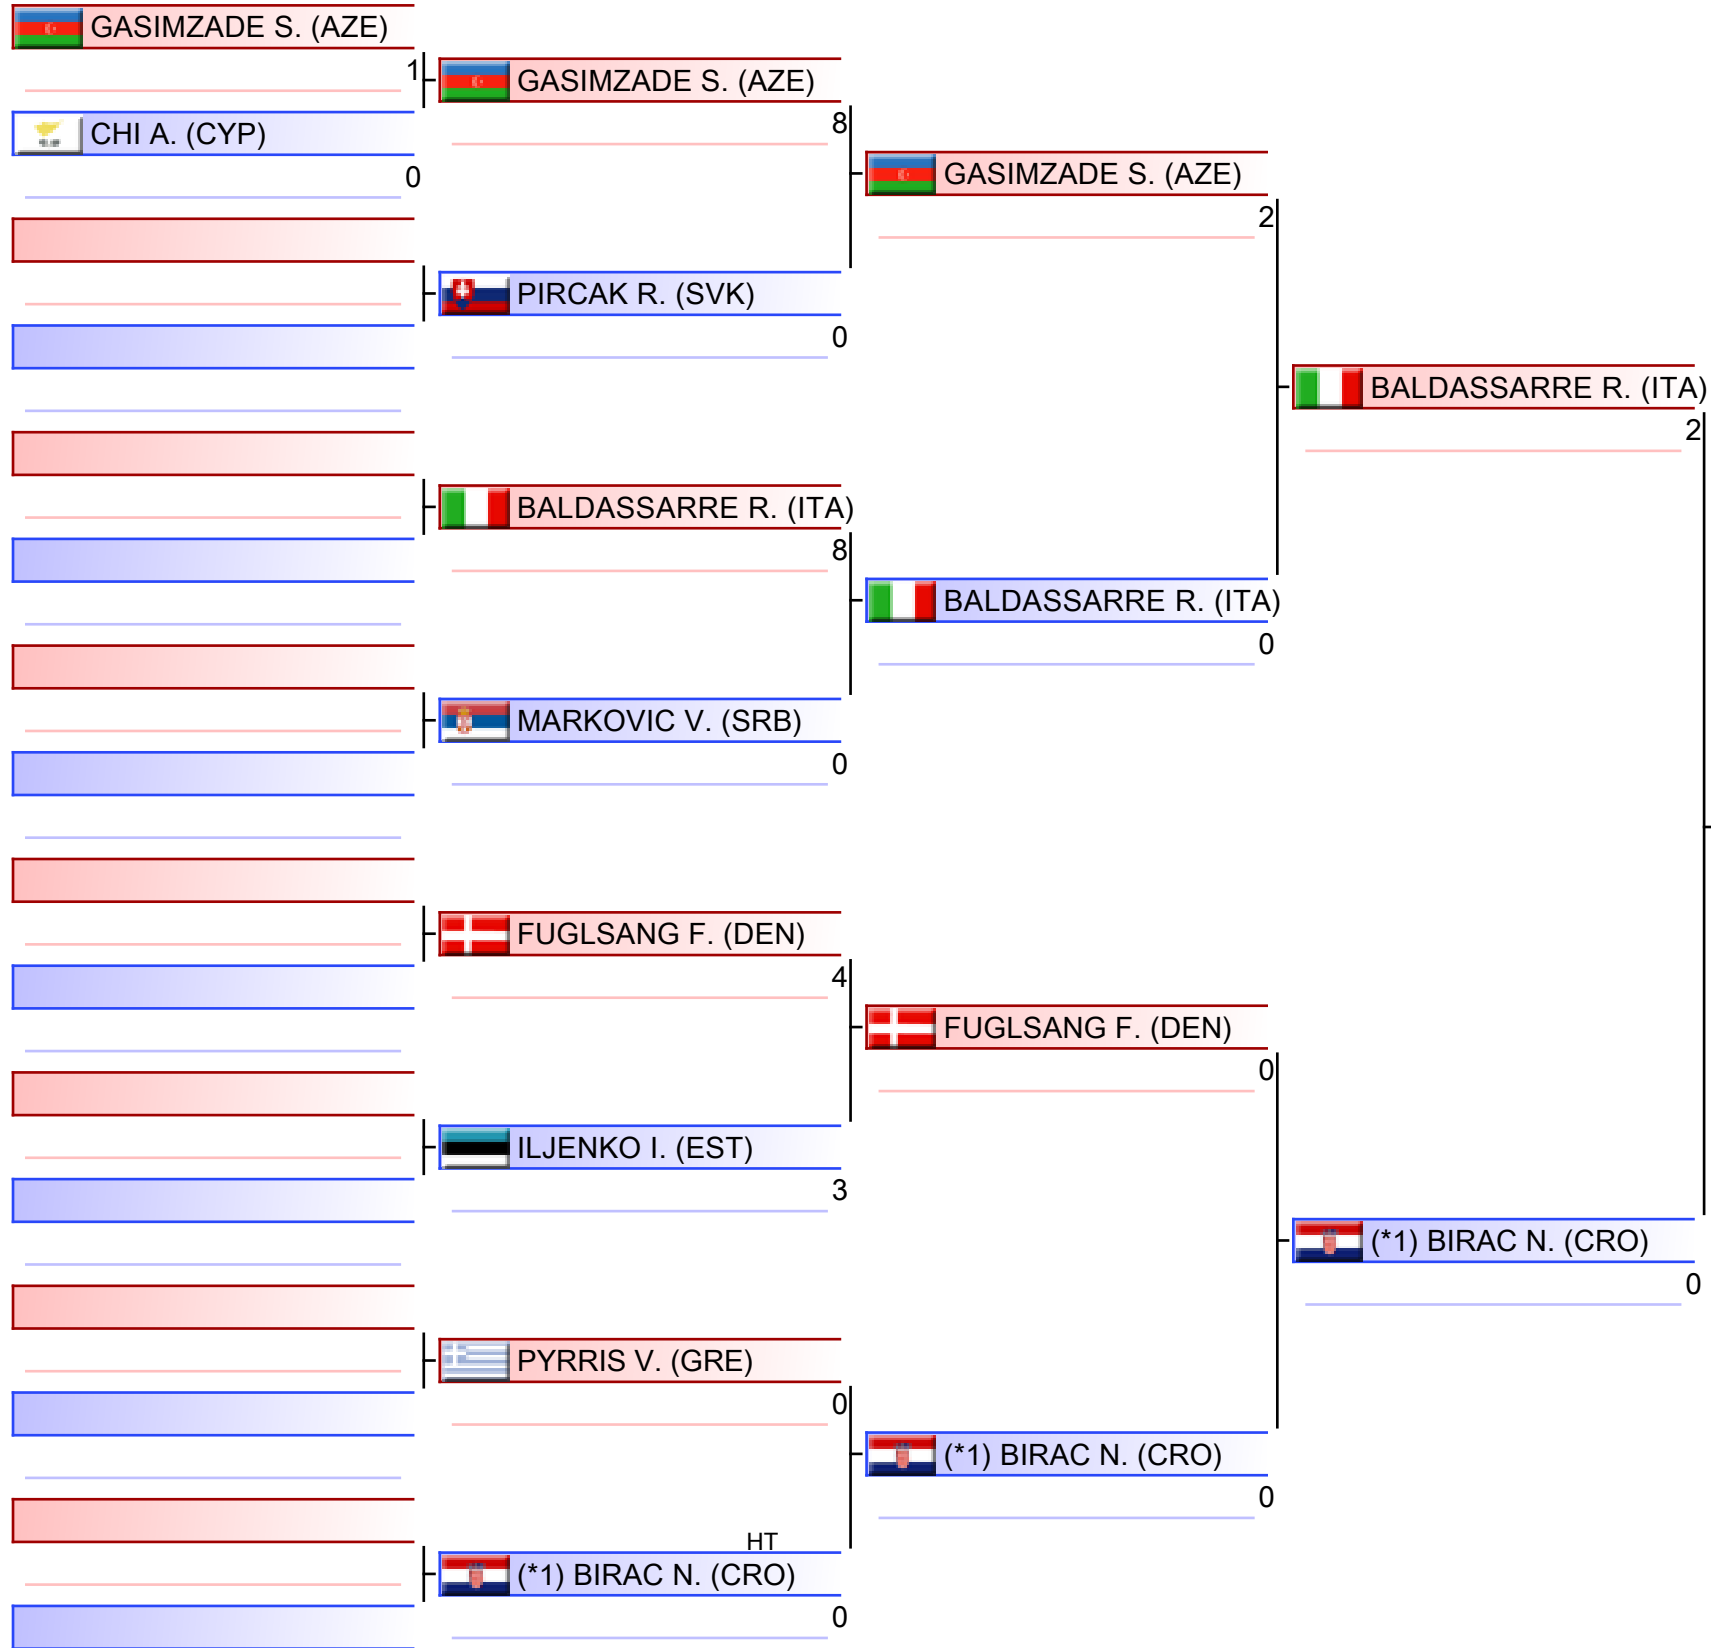 GASIMZADE S. (AZE)
1
CHI A. (CYP)
0
GASIMZADE S. (AZE)
8
PIRCAK R. (SVK)
0
BALDASSARRE R. (ITA)
8
MARKOVIC V. (SRB)
0
FUGLSANG F. (DEN)
4
ILJENKO I. (EST)
3
PYRRIS V. (GRE)
0
HT
(*1) BIRAC N. (CRO)
0
GASIMZADE S. (AZE)
2
BALDASSARRE R. (ITA)
0
FUGLSANG F. (DEN)
0
(*1) BIRAC N. (CRO)
0
BALDASSARRE R. (ITA)
2
(*1) BIRAC N. (CRO)
0